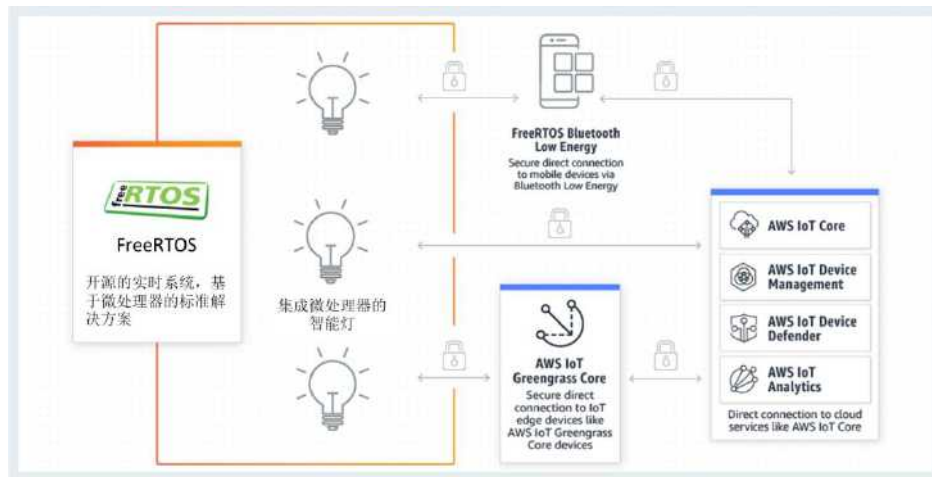 free
RTOS
FreeRTOS
开源的实时系统，基
于微处理器的标准解
决方案
集成微处理器的
智能灯
FreeRTOS Bluetooth
Low Energy
Secure direct connection
to mobile devices via
Bluetooth Low Energy
AWS IoT
Greengrass Core
Secure direct
connection to IoT
edge devices like
AWS IoT Greengrass
Core devices
AWS IoT Core
AWS IoT Device
Management
AWS IoT Device
Defender
AWS IoT
Analytics
Direct connection to cloud
services like AWS IoT Core